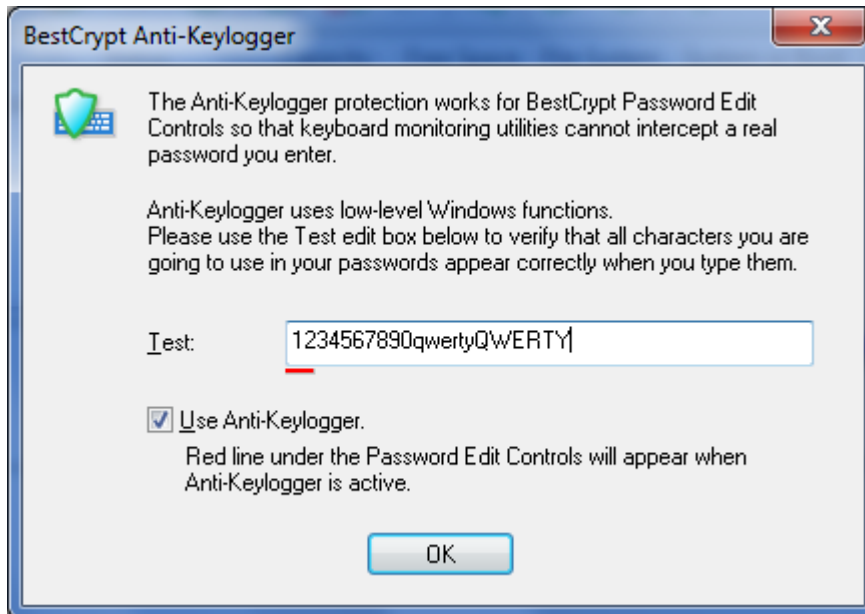 BestCrypt Anti-Keylogger
The Anti-Keylogger protection works for BestCrypt Password Edit
Controls so that keyboard monitoring utilities cannot intercept a real
password you enter.
Anti-Keylogger uses low-level Windows functions.
Please use the Test edit box below to verify that all characters you are
going to use in your passwords appear correctly when you type them.
Test: 1234567890qwertyQWERTY
Use Anti-Keylogger.
Red line under the Password Edit Controls will appear when
Anti-Keylogger is active.
OK